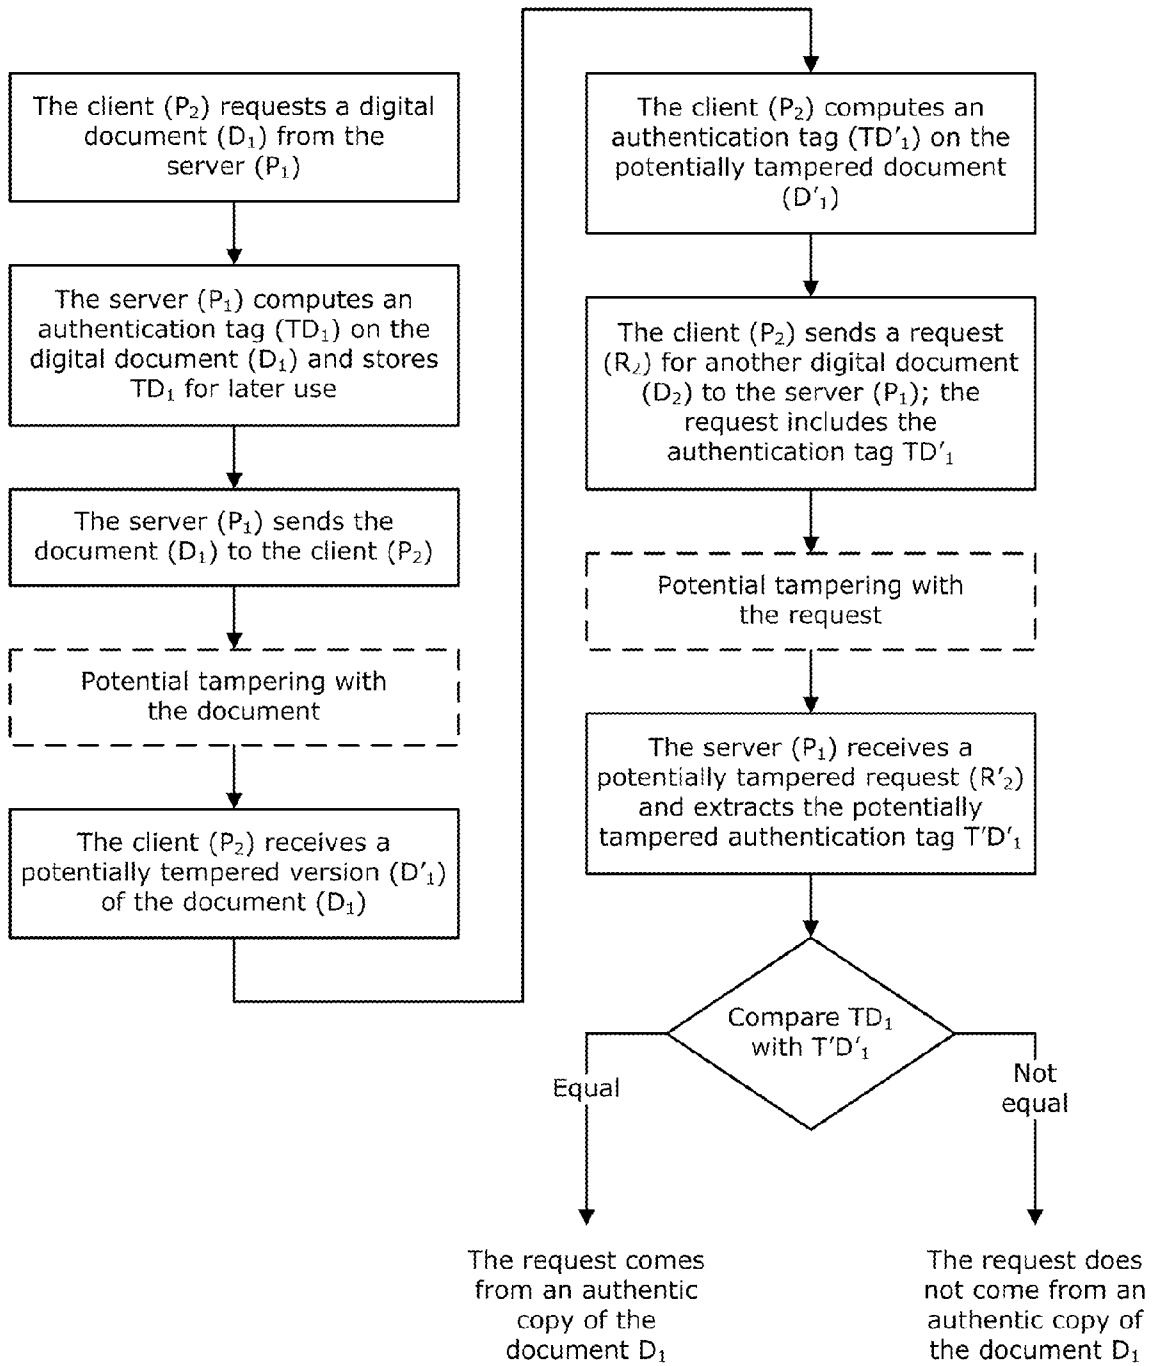 The client (P₂) requests a digital
document (D₁) from the
server (P₁)
The server (P₁) computes an
authentication tag (TD₁) on the
digital document (D₁) and stores
TD₁ for later use
The server (P₁) sends the
document (D₁) to the client (P₂)
Potential tampering with
the document
The client (P₂) receives a
potentially tempered version (D′₁)
of the document (D₁)
The client (P₂) computes an
authentication tag (TD′₁) on the
potentially tampered document
(D′₁)
The client (P₂) sends a request
(R₂) for another digital document
(D₂) to the server (P₁); the
request includes the
authentication tag TD′₁
Potential tampering with
the request
The server (P₁) receives a
potentially tampered request (R′₂)
and extracts the potentially
tampered authentication tag T′D′₁
Compare TD₁
with T′D′₁
Equal
Not
equal
The request comes
from an authentic
copy of the
document D₁
The request does
not come from an
authentic copy of
the document D₁